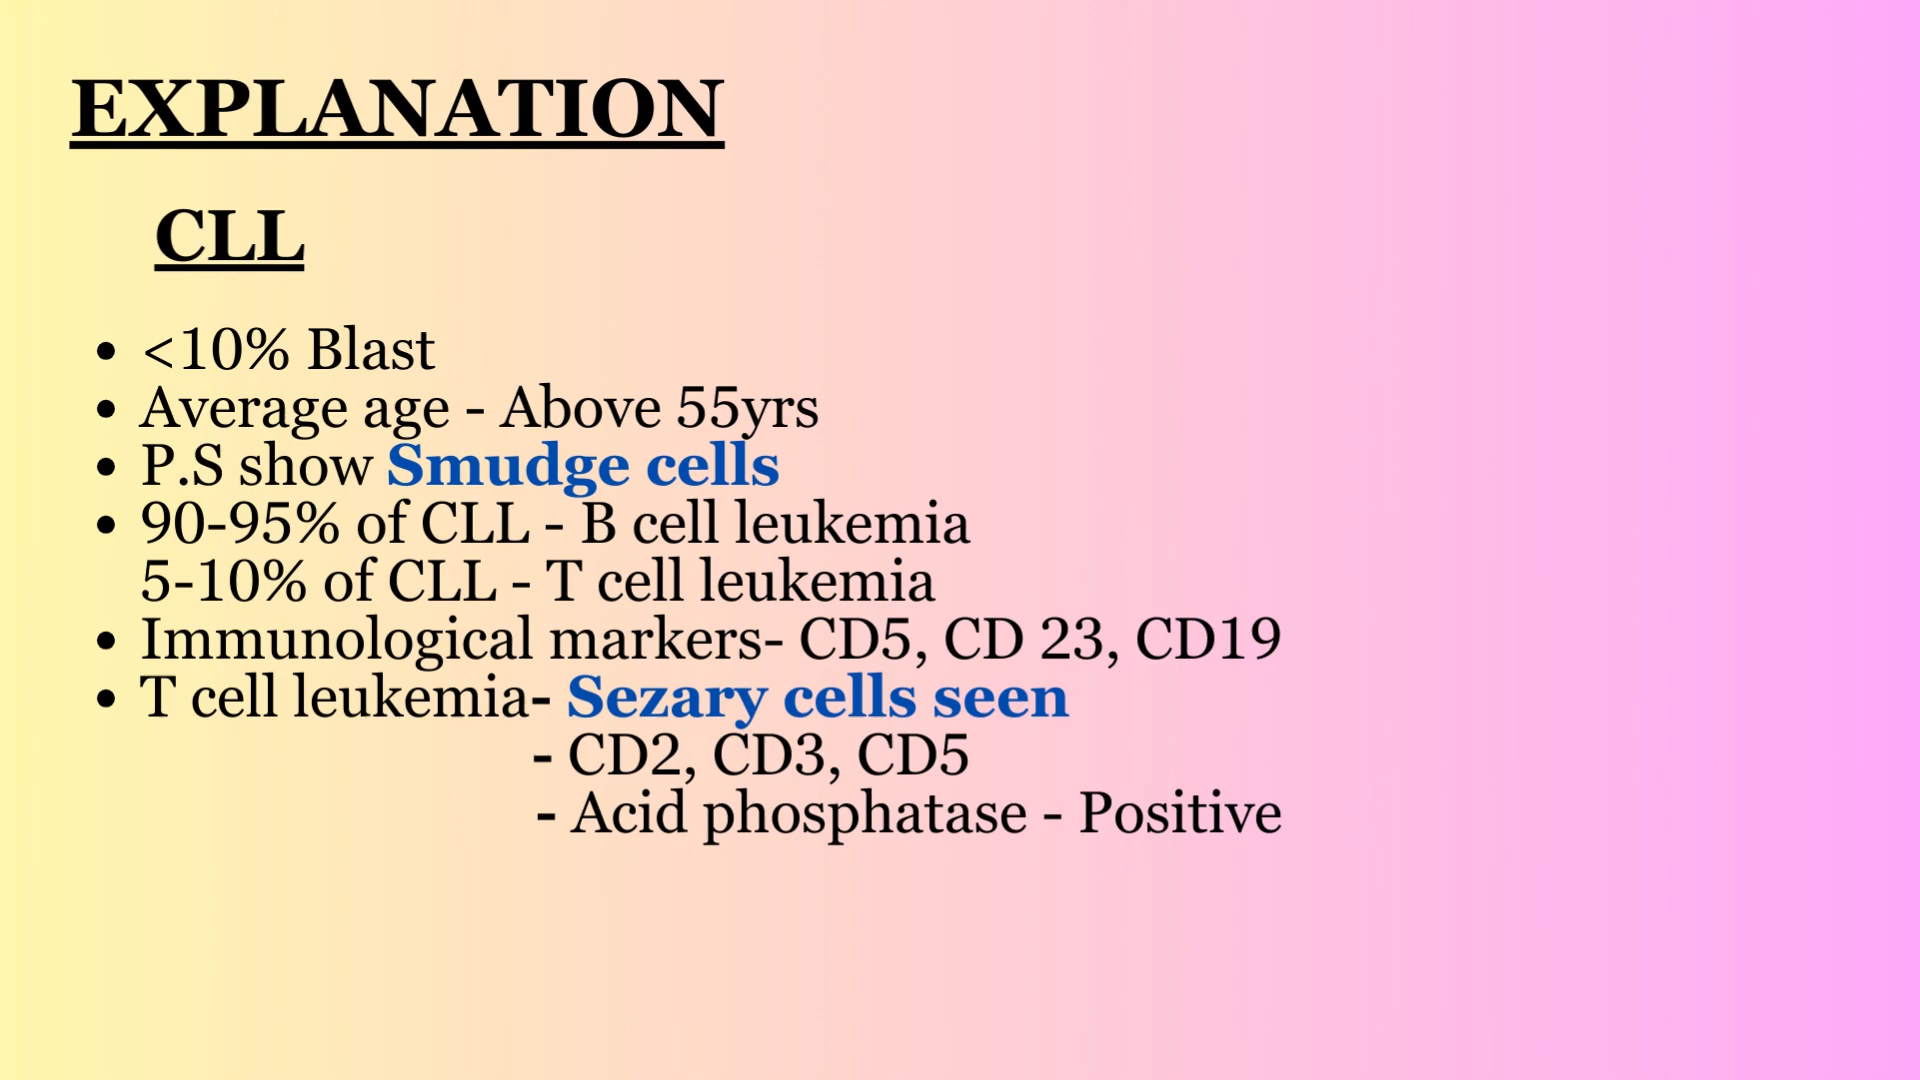 EXPLANATION
CLL
• <10% Blast
• Average age - Above 55yrs
• P.S show Smudge cells
• 90-95% of CLL - B cell leukemia
5-10% of CLL - T cell leukemia
• Immunological markers- CD5, CD 23, CD19
• T cell leukemia- Sezary cells seen
- CD2, CD3, CD5
- Acid phosphatase - Positive